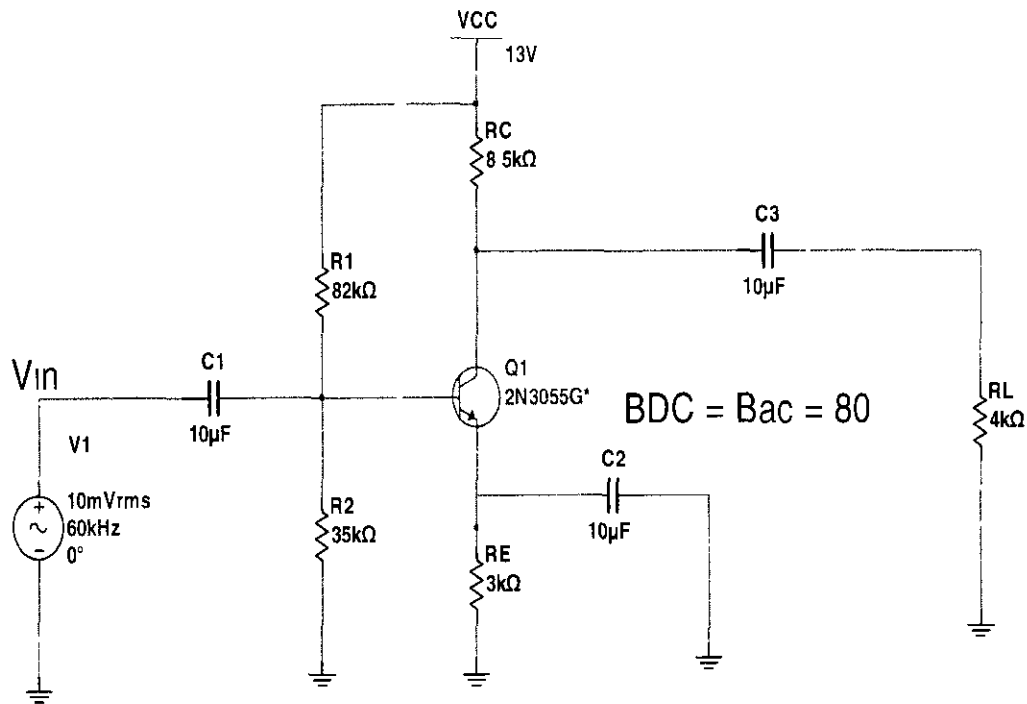 VCC
13V
RC
8 5kΩ
C3
10µF
R1
82kΩ
Vin
C1
10µF
Q1
2N3055G*
BDC = Bac = 80
RL
4kΩ
V1
10mVrms
60kHz
0°
R2
35kΩ
C2
10µF
RE
3kΩ